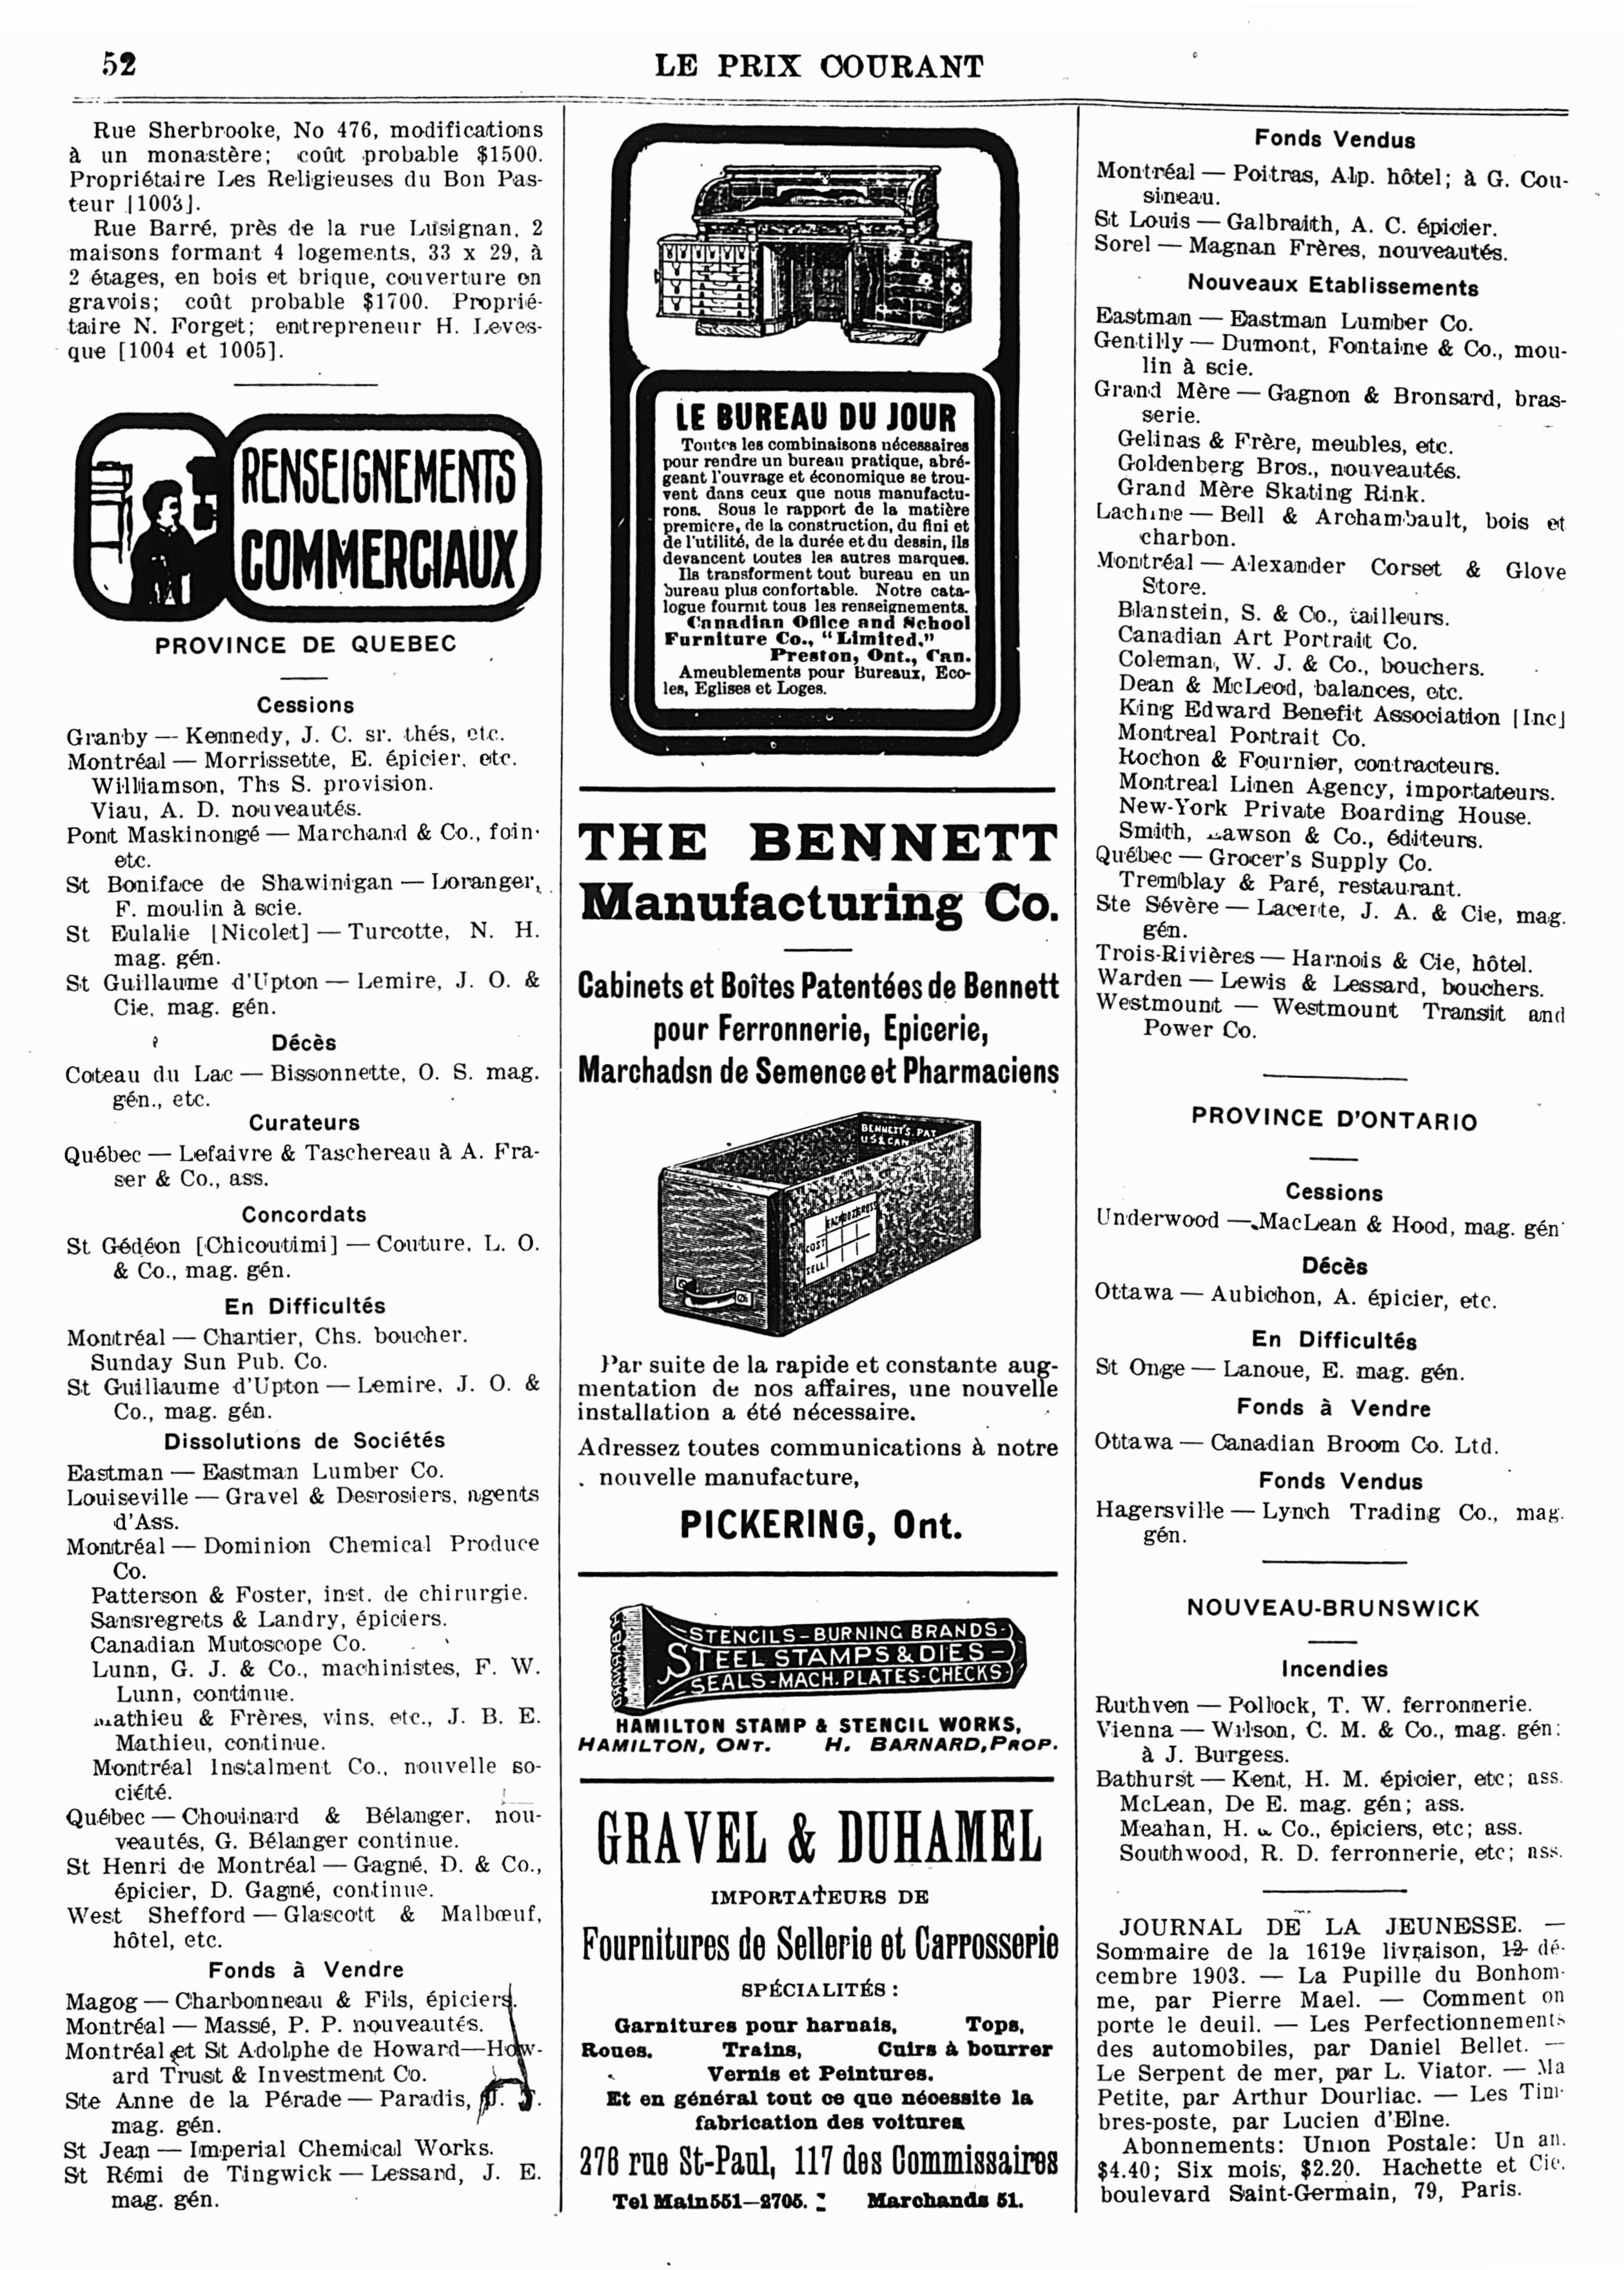 52
LE PRIX COURANT
Rue Sherbrooke, No 476, modifications
à un monastère; coût probable $1500.
Propriétaire Les Religieuses du Bon Pas-
teur [1003].
Rue Barré, près de la rue Lusignan, 2
maisons formant 4 logements, 33 x 29, à
2 étages, en bois et brique, couverture en
gravois; coût probable $1700. Proprié-
taire N. Forget; entrepreneur H. Leves-
que [1004 et 1005].
RENSEIGNEMENTS
COMMERCIAUX
PROVINCE DE QUEBEC
Cessions
Granby — Kennedy, J. C. sr. thés, etc.
Montréal — Morrissette, E. épicier, etc.
Williamson, Ths S. provision.
Viau, A. D. nouveautés.
Pont Maskinongé — Marchand & Co., foin
etc.
St Boniface de Shawinigan — Loranger,
F. moulin à scie.
St Eulalie [Nicolet] — Turcotte, N. H.
mag. gén.
St Guillaume d'Upton — Lemire, J. O. &
Cie, mag. gén.
Décès
Coteau du Lac — Bissonnette, O. S. mag.
gén., etc.
Curateurs
Québec — Lefaivre & Taschereau à A. Fra-
ser & Co., ass.
Concordats
St Gédéon [Chicoutimi] — Couture, L. O.
& Co., mag. gén.
En Difficultés
Montréal — Chartier, Chs. boucher.
Sunday Sun Pub. Co.
St Guillaume d'Upton — Lemire, J. O. &
Co., mag. gén.
Dissolutions de Sociétés
Eastman — Eastman Lumber Co.
Louiseville — Gravel & Desrosiers, agents
d'Ass.
Montréal — Dominion Chemical Produce
Co.
Patterson & Foster, inst. de chirurgie.
Sansregrets & Landry, épiciers.
Canadian Mutoscope Co.
Lunn, G. J. & Co., machinistes, F. W.
Lunn, continue.
Mathieu & Frères, vins, etc., J. B. E.
Mathieu, continue.
Montréal Instalment Co., nouvelle so-
ciété.
Québec — Chouinard & Bélanger, nou-
veautés, G. Bélanger continue.
St Henri de Montréal — Gagné, D. & Co.,
épicier, D. Gagné, continue.
West Shefford — Glascott & Malbœuf,
hôtel, etc.
Fonds à Vendre
Magog — Charbonneau & Fils, épiciers.
Montréal — Massé, P. P. nouveautés.
Montréal et St Adolphe de Howard—How-
ard Trust & Investment Co.
Ste Anne de la Pérade — Paradis,
mag. gén.
St Jean — Imperial Chemical Works.
St Rémi de Tingwick — Lessard, J. E.
mag. gén.
LE BUREAU DU JOUR
Toutes les combinaisons nécessaires
pour rendre un bureau pratique, abré-
geant l'ouvrage et économique se trou-
vent dans ceux que nous manufactu-
rons. Sous le rapport de la matière
première, de la construction, du fini et
de l'utilité, de la durée et du dessin, ils
devancent toutes les autres marques.
Ils transforment tout bureau en un
bureau plus confortable. Notre cata-
logue fournit tous les renseignements.
Canadian Office and School
Furniture Co., "Limited,"
Preston, Ont., Can.
Ameublements pour Bureaux, Eco-
les, Eglises et Loges.
THE BENNETT
Manufacturing Co.
Cabinets et Boîtes Patentées de Bennett
pour Ferronnerie, Epicerie,
Marchadsn de Semence et Pharmaciens
BENNETT'S. PAT
US & CAN
EACH DOZ GROSS
COST
SELL
Par suite de la rapide et constante aug-
mentation de nos affaires, une nouvelle
installation a été nécessaire.
Adressez toutes communications à notre
nouvelle manufacture,
PICKERING, Ont.
STENCILS - BURNING BRANDS-
STEEL STAMPS & DIES-
SEALS-MACH. PLATES-CHECKS-
HAMILTON STAMP & STENCIL WORKS,
HAMILTON, ONT. H. BARNARD, PROP.
GRAVEL & DUHAMEL
IMPORTATEURS DE
Fournitures de Sellerie et Carrosserie
SPÉCIALITÉS :
Garnitures pour harnais, Tops,
Roues. Trains, Cuirs à bourrer
Vernis et Peintures.
Et en général tout ce que nécessite la
fabrication des voitures
278 rue St-Paul, 117 des Commissaires
Tel Main 551—2705. : Marchands 51.
Fonds Vendus
Montréal — Poitras, Alp. hôtel; à G. Cou-
sineau.
St Louis — Galbraith, A. C. épicier.
Sorel — Magnan Frères, nouveautés.
Nouveaux Etablissements
Eastman — Eastman Lumber Co.
Gentilly — Dumont, Fontaine & Co., mou-
lin à scie.
Grand Mère — Gagnon & Bronsard, bras-
serie.
Gelinas & Frère, meubles, etc.
Goldenberg Bros., nouveautés.
Grand Mère Skating Rink.
Lachine — Bell & Archambault, bois et
charbon.
Montréal — Alexander Corset & Glove
Store.
Blanstein, S. & Co., tailleurs.
Canadian Art Portrait Co.
Coleman, W. J. & Co., bouchers.
Dean & McLeod, balances, etc.
King Edward Benefit Association [Inc]
Montreal Portrait Co.
Rochon & Fournier, contracteurs.
Montreal Linen Agency, importateurs.
New-York Private Boarding House.
Smith, Lawson & Co., éditeurs.
Québec — Grocer's Supply Co.
Tremblay & Paré, restaurant.
Ste Sévère — Lacerte, J. A. & Cie, mag.
gén.
Trois-Rivières — Harnois & Cie, hôtel.
Warden — Lewis & Lessard, bouchers.
Westmount — Westmount Transit and
Power Co.
PROVINCE D'ONTARIO
Cessions
Underwood — MacLean & Hood, mag. gén
Décès
Ottawa — Aubichon, A. épicier, etc.
En Difficultés
St Onge — Lanoue, E. mag. gén.
Fonds à Vendre
Ottawa — Canadian Broom Co. Ltd.
Fonds Vendus
Hagersville — Lynch Trading Co., mag.
gén.
NOUVEAU-BRUNSWICK
Incendies
Ruthven — Pollock, T. W. ferronnerie.
Vienna — Wilson, C. M. & Co., mag. gén:
à J. Burgess.
Bathurst — Kent, H. M. épicier, etc; ass.
McLean, De E. mag. gén; ass.
Meahan, H. & Co., épiciers, etc; ass.
Southwood, R. D. ferronnerie, etc; ass.
JOURNAL DE LA JEUNESSE. —
Sommaire de la 1619e livraison, 12 dé-
cembre 1903. — La Pupille du Bonhom-
me, par Pierre Mael. — Comment on
porte le deuil. — Les Perfectionnements
des automobiles, par Daniel Bellet. —
Le Serpent de mer, par L. Viator. — Ma
Petite, par Arthur Dourliac. — Les Tim-
bres-poste, par Lucien d'Elne.
Abonnements: Union Postale: Un an.
$4.40; Six mois, $2.20. Hachette et Cie.
boulevard Saint-Germain, 79, Paris.